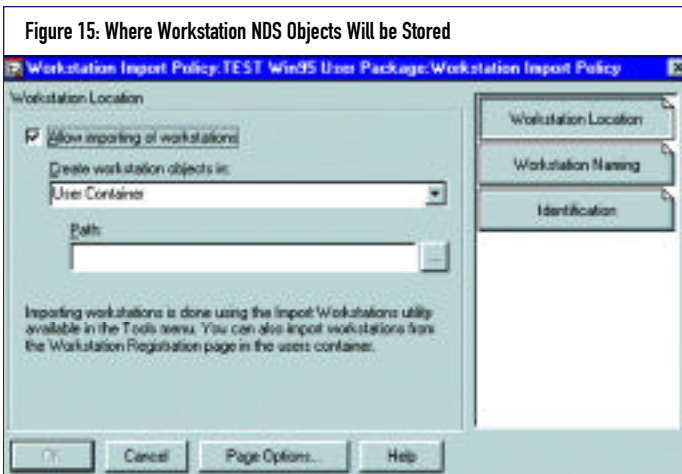 Figure 15: Where Workstation NDS Objects Will be Stored
Workstation Import Policy:TEST Win95 User Package:Workstation Import Policy
Workstation Location
Allow importing of workstations
Create workstation objects in:
User Container
Path:
...
Importing workstations is done using the Import Workstations utility
available in the Tools menu. You can also import workstations from
the Workstation Registration page in the users container.
Workstation Location
Workstation Naming
Identification
OK
Cancel
Page Options...
Help